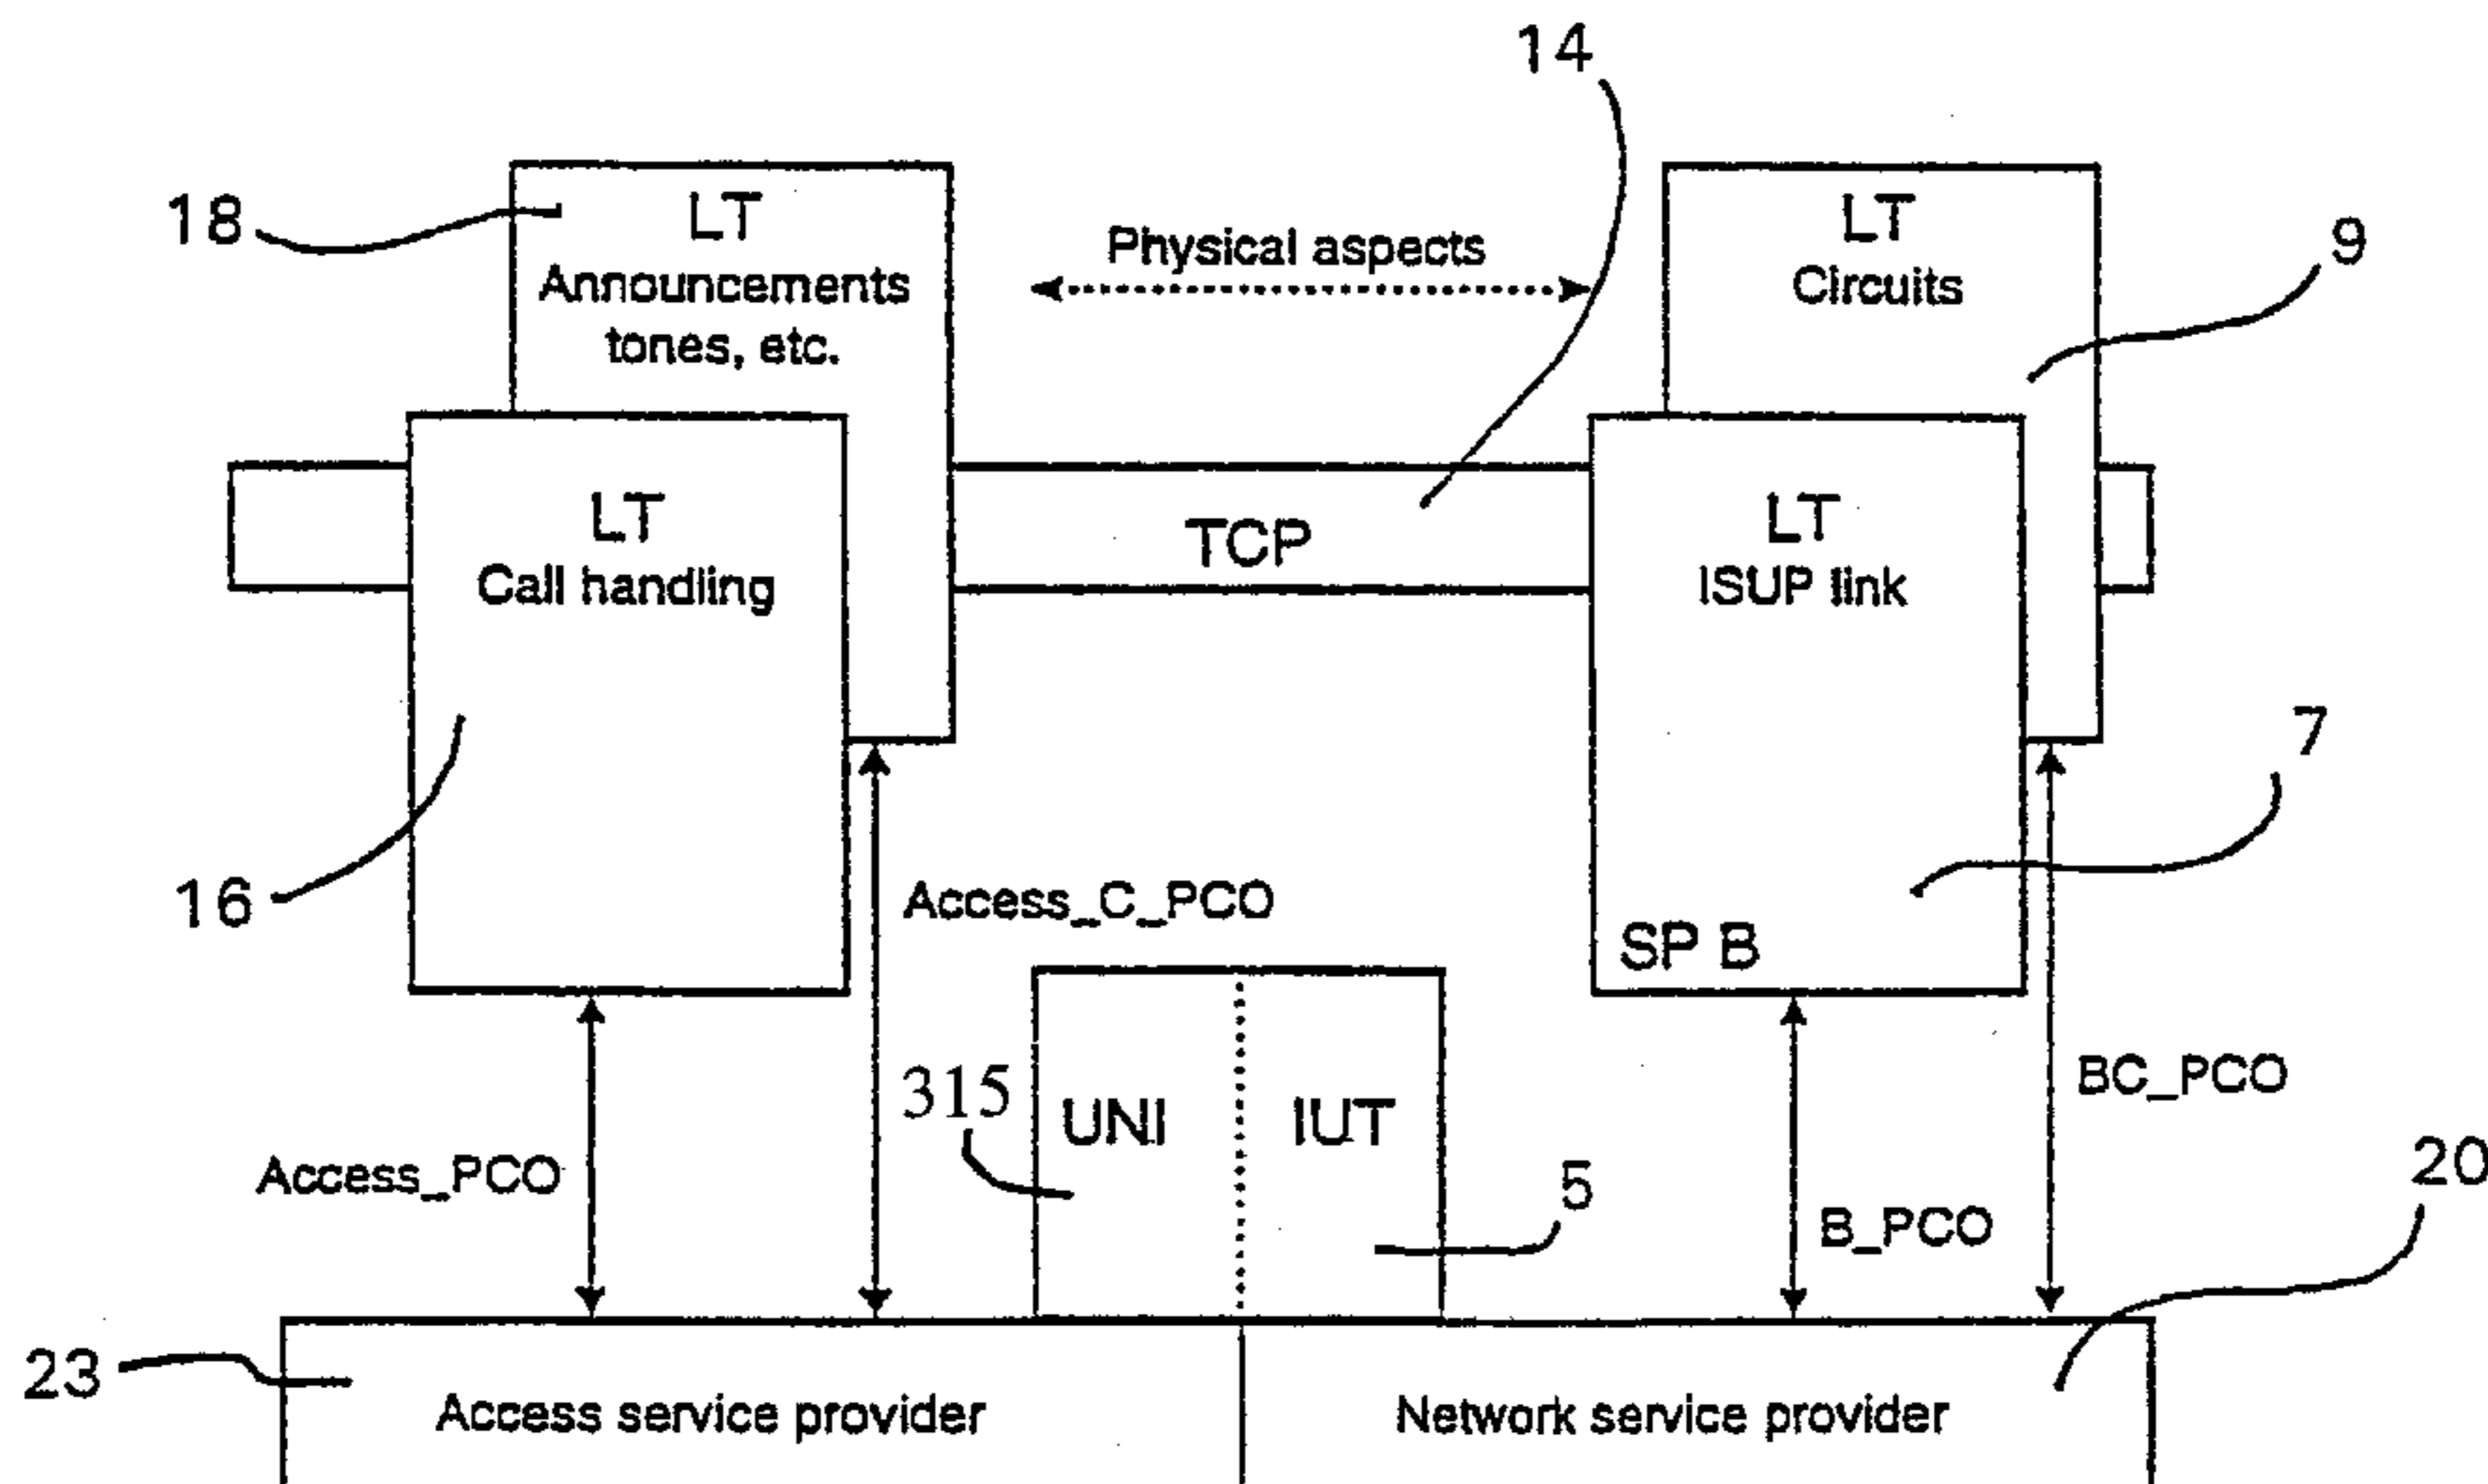 14
18
LT
Announcements
tones, etc.
Physical aspects
LT
Circuits
9
LT
Call handling
TCP
LT
ISUP link
7
16
Access_C_PCO
SP B
315
UNI
IUT
BC_PCO
Access_PCO
5
B_PCO
20
23
Access service provider
Network service provider